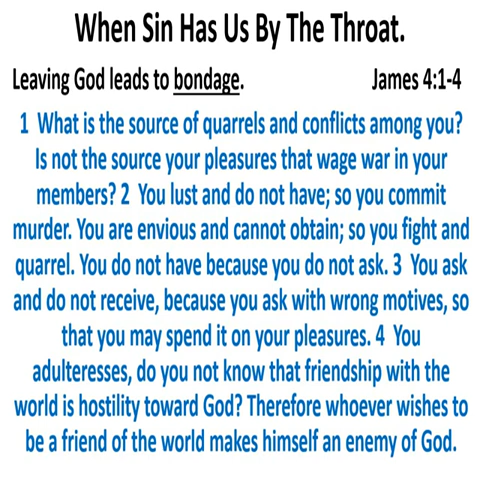 When Sin Has Us By The Throat.
Leaving God leads to bondage. James 4:1-4
1 What is the source of quarrels and conflicts among you?
Is not the source your pleasures that wage war in your
members? 2 You lust and do not have; so you commit
murder. You are envious and cannot obtain; so you fight and
quarrel. You do not have because you do not ask. 3 You ask
and do not receive, because you ask with wrong motives, so
that you may spend it on your pleasures. 4 You
adulteresses, do you not know that friendship with the
world is hostility toward God? Therefore whoever wishes to
be a friend of the world makes himself an enemy of God.